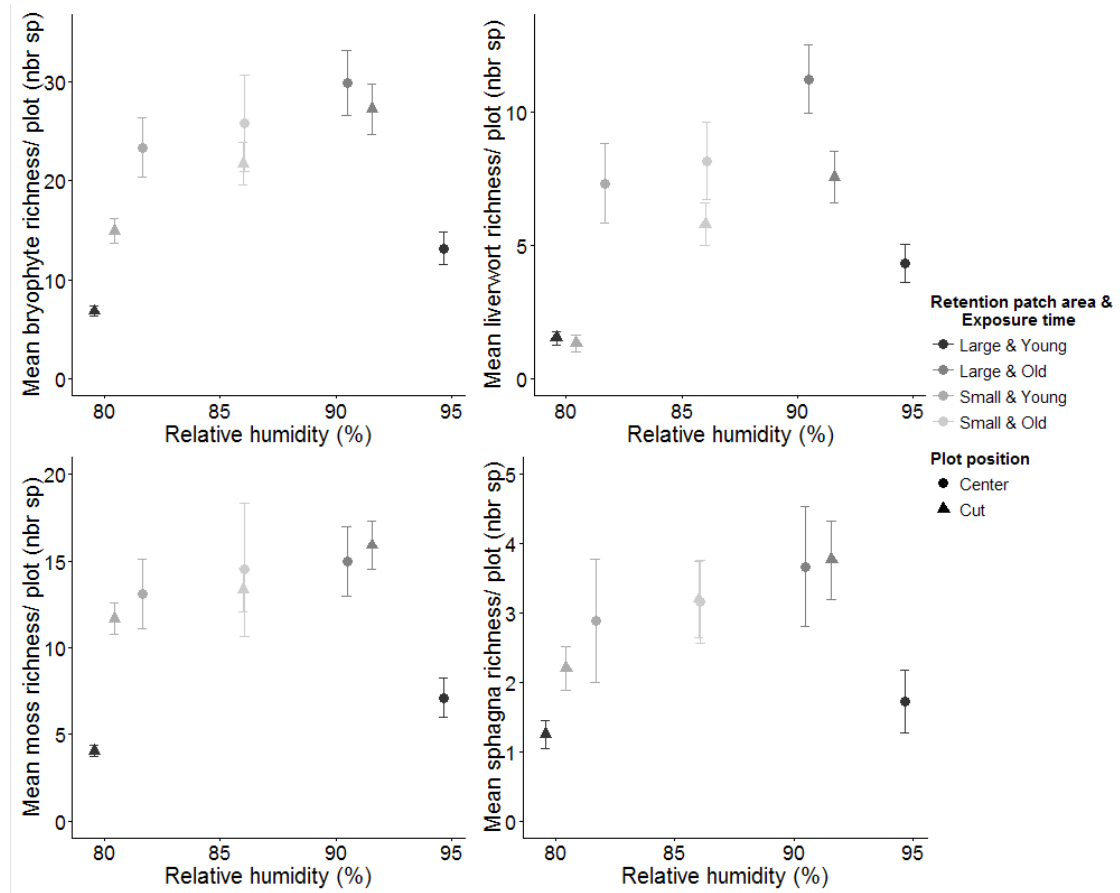 Mean bryophyte richness/ plot (nbr sp)
30
20
10
0
80
85
90
95
Relative humidity (%)
Mean liverwort richness/ plot (nbr sp)
10
5
0
80
85
90
95
Relative humidity (%)
Retention patch area &
Exposure time
Large & Young
Large & Old
Small & Young
Small & Old
Plot position
Center
Cut
Mean moss richness/ plot (nbr sp)
20
15
10
5
0
80
85
90
95
Relative humidity (%)
Mean sphagna richness/ plot (nbr sp)
5
4
3
2
1
0
80
85
90
95
Relative humidity (%)